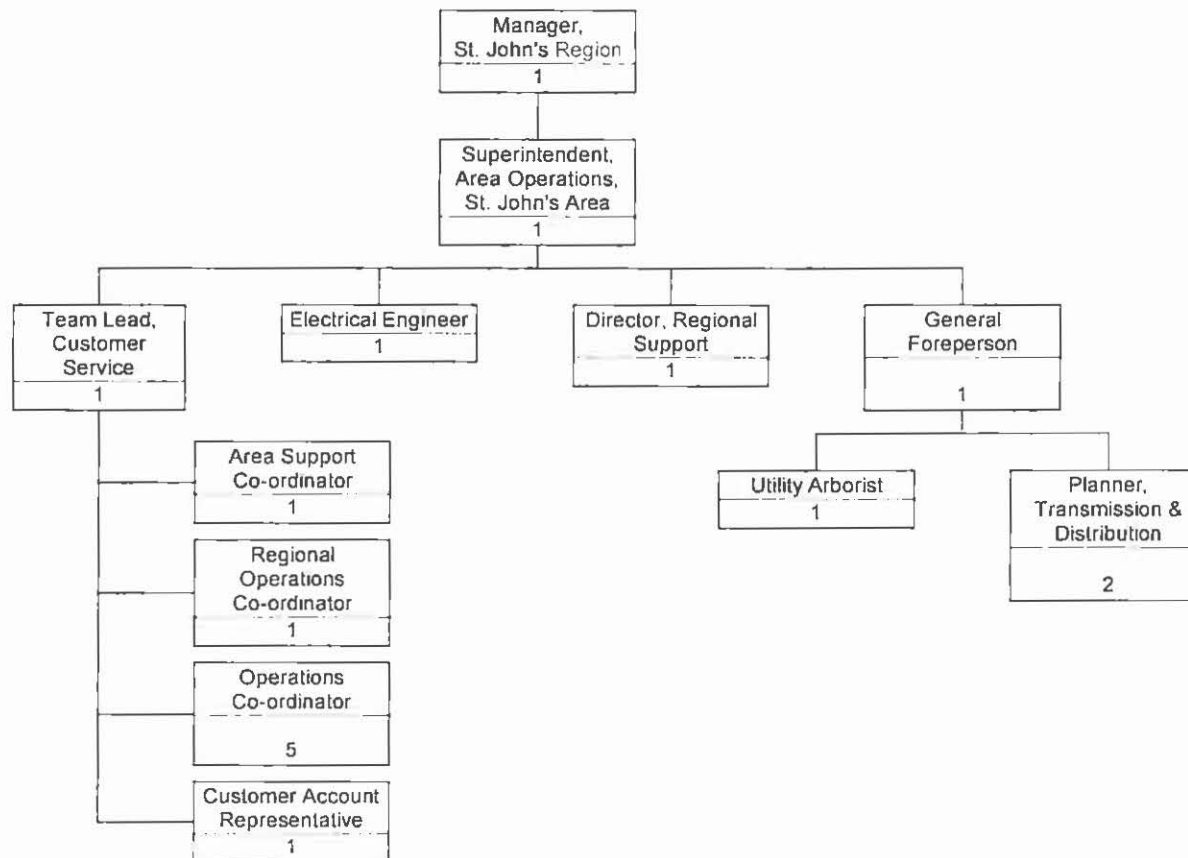 Manager,
St. John's Region
1
Superintendent,
Area Operations,
St. John's Area
1
Team Lead,
Customer
Service
1
Electrical Engineer
1
Director, Regional
Support
1
General
Foreperson
1
Area Support
Co-ordinator
1
Regional
Operations
Co-ordinator
1
Operations
Co-ordinator
5
Customer Account
Representative
1
Utility Arborist
1
Planner,
Transmission &
Distribution
2